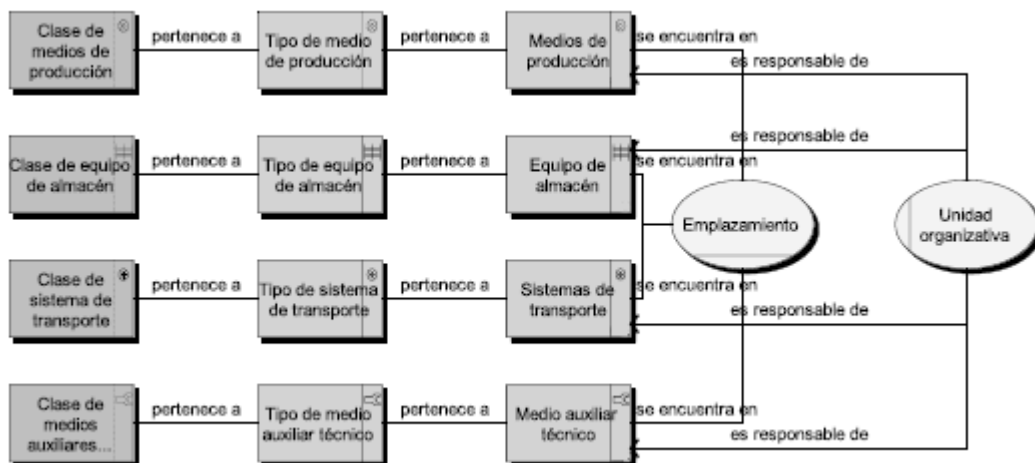 Clase de
medios de
producción
pertenece a
Tipo de medio
de producción
pertenece a
Medios de
producción
se encuentra en
es responsable de
Clase de equipo
de almacén
pertenece a
Tipo de equipo
de almacén
pertenece a
Equipo de
almacén
es responsable de
se encuentra en
Emplazamiento
Unidad
organizativa
Clase de
sistema de
transporte
pertenece a
Tipo de sistema
de transporte
pertenece a
Sistemas de
transporte
se encuentra en
es responsable de
Clase de
medios
auxiliares...
pertenece a
Tipo de medio
auxiliar técnico
pertenece a
Medio auxiliar
técnico
se encuentra en
es responsable de